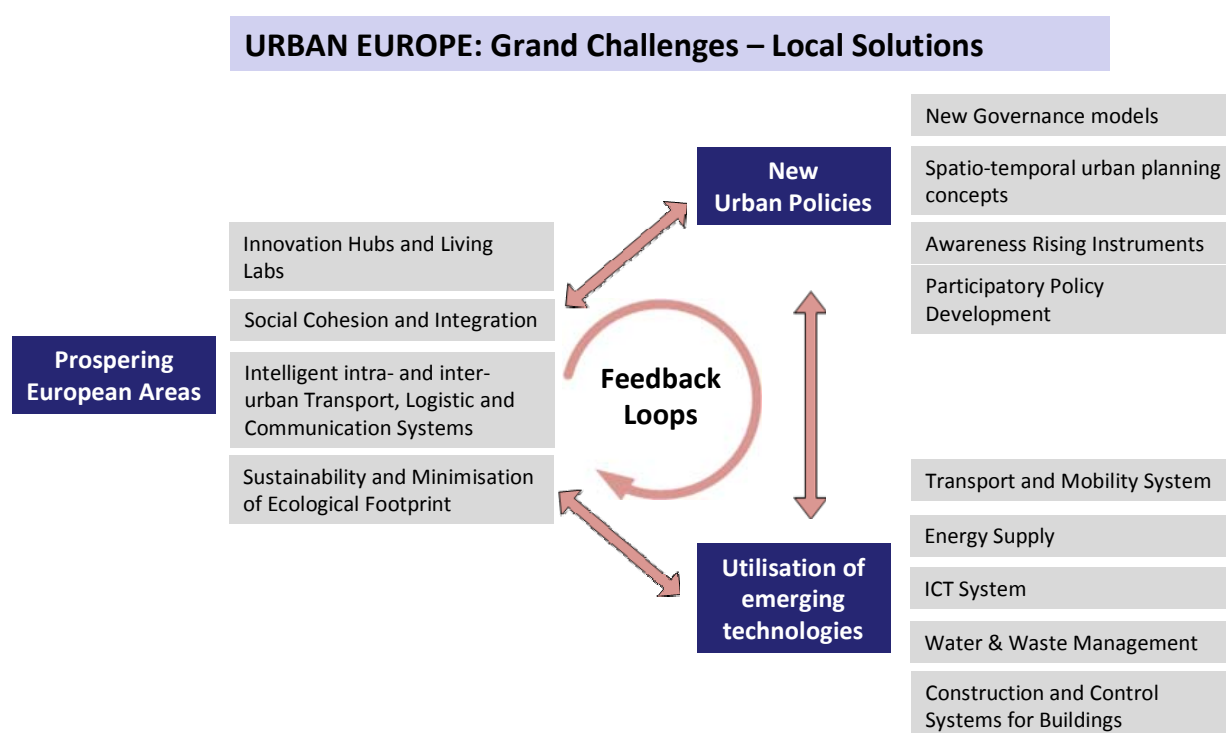 URBAN EUROPE: Grand Challenges – Local Solutions
Prospering
European Areas
Innovation Hubs and Living
Labs
Social Cohesion and Integration
Intelligent intra- and inter-
urban Transport, Logistic and
Communication Systems
Sustainability and Minimisation
of Ecological Footprint
Feedback
Loops
New
Urban Policies
New Governance models
Spatio-temporal urban planning
concepts
Awareness Rising Instruments
Participatory Policy
Development
Utilisation of
emerging
technologies
Transport and Mobility System
Energy Supply
ICT System
Water & Waste Management
Construction and Control
Systems for Buildings